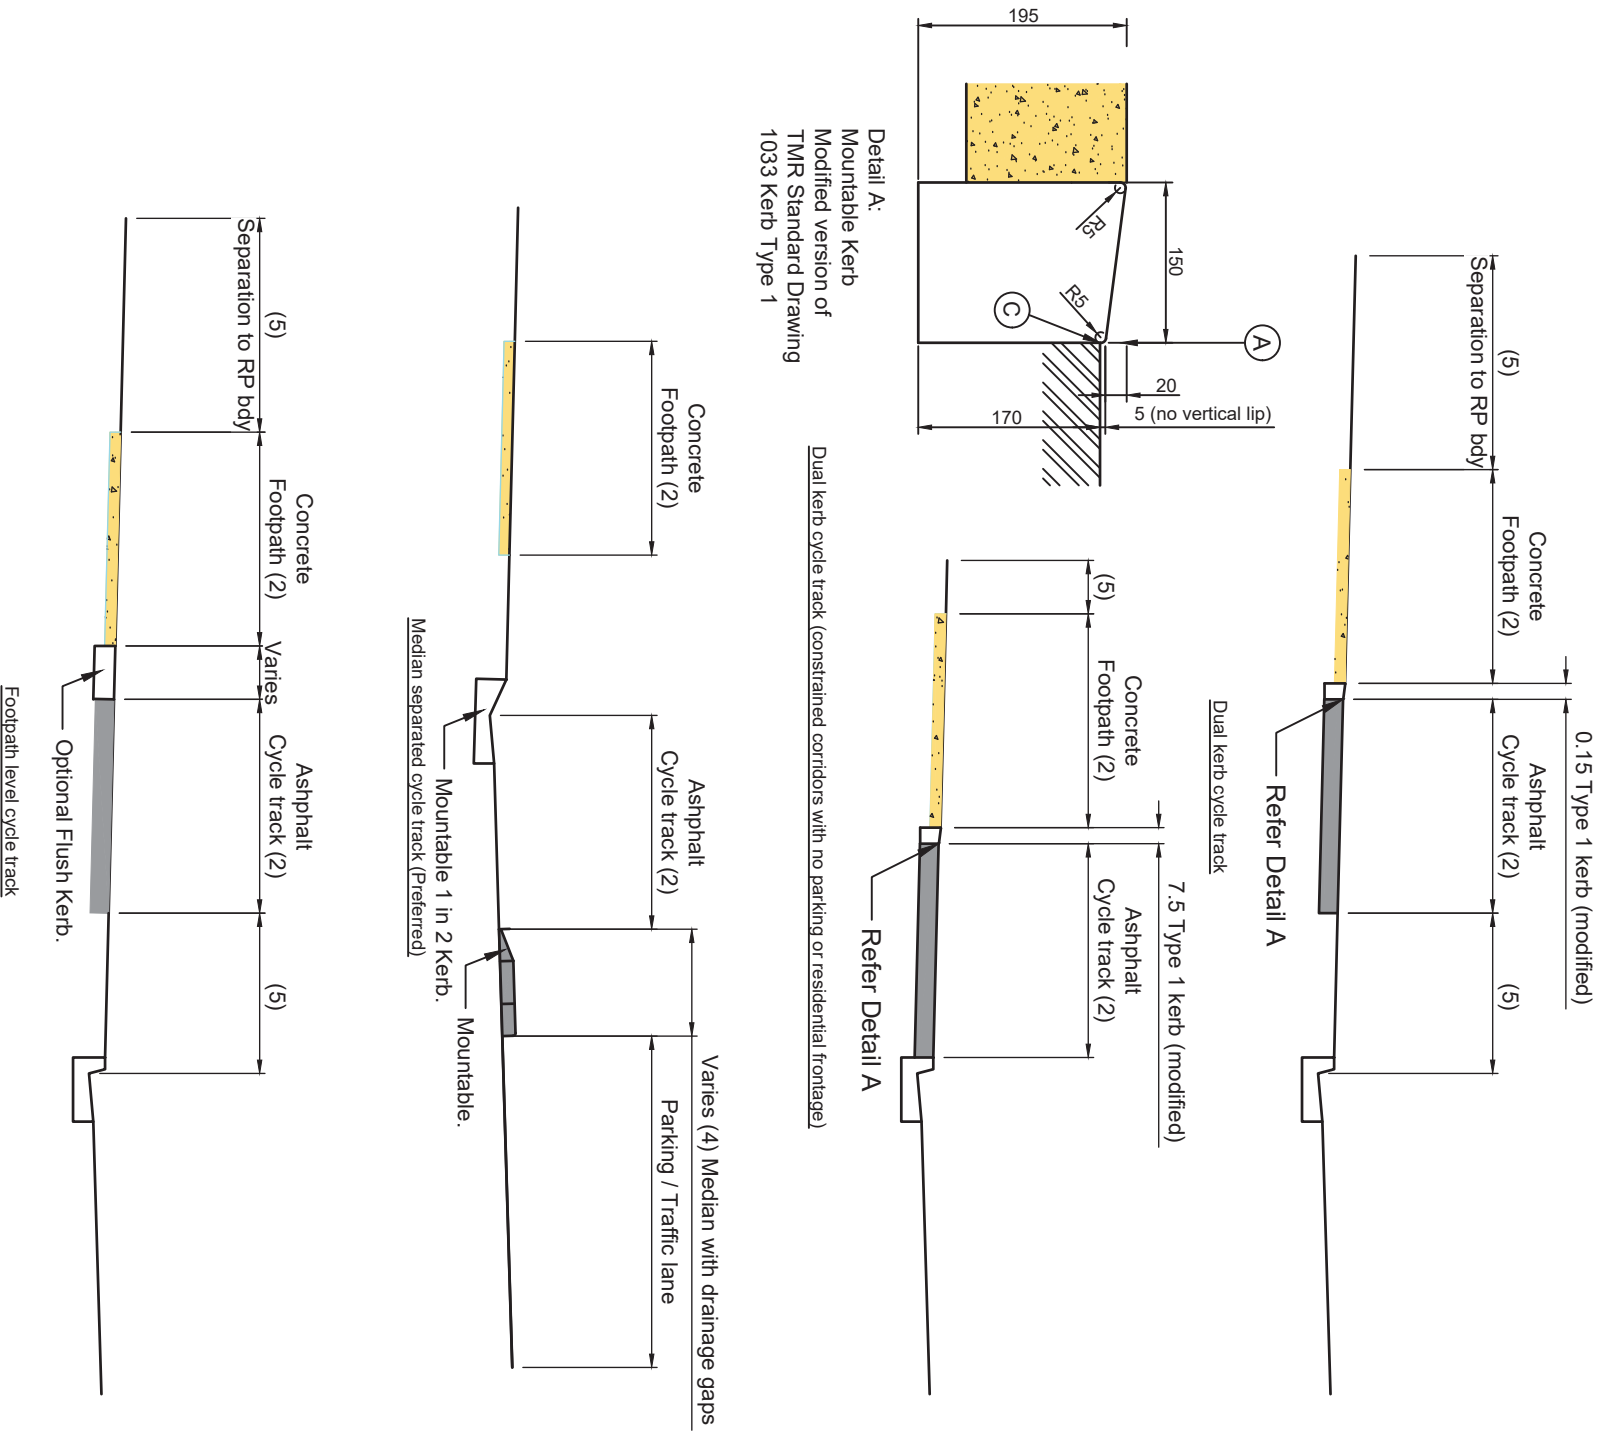 (5)
Separation to RP bdy
Concrete
Footpath (2)
0.15 Type 1 kerb (modified)
Ashphalt
Cycle track (2)
(5)
Refer Detail A
Dual kerb cycle track
195
150
R5
R5
C
A
20
5 (no vertical lip)
170
Detail A:
Mountable Kerb
Modified version of
TMR Standard Drawing
1033 Kerb Type 1
(5)
Concrete
Footpath (2)
7.5 Type 1 kerb (modified)
Ashphalt
Cycle track (2)
Refer Detail A
Dual kerb cycle track (constrained corridors with no parking or residential frontage)
Concrete
Footpath (2)
Ashphalt
Cycle track (2)
Varies (4) Median with drainage gaps
Parking / Traffic lane
Mountable.
Mountable 1 in 2 Kerb.
Median separated cycle track (Preferred)
(5)
Separation to RP bdy
Concrete
Footpath (2)
Varies
Ashphalt
Cycle track (2)
(5)
Optional Flush Kerb.
Footpath level cycle track